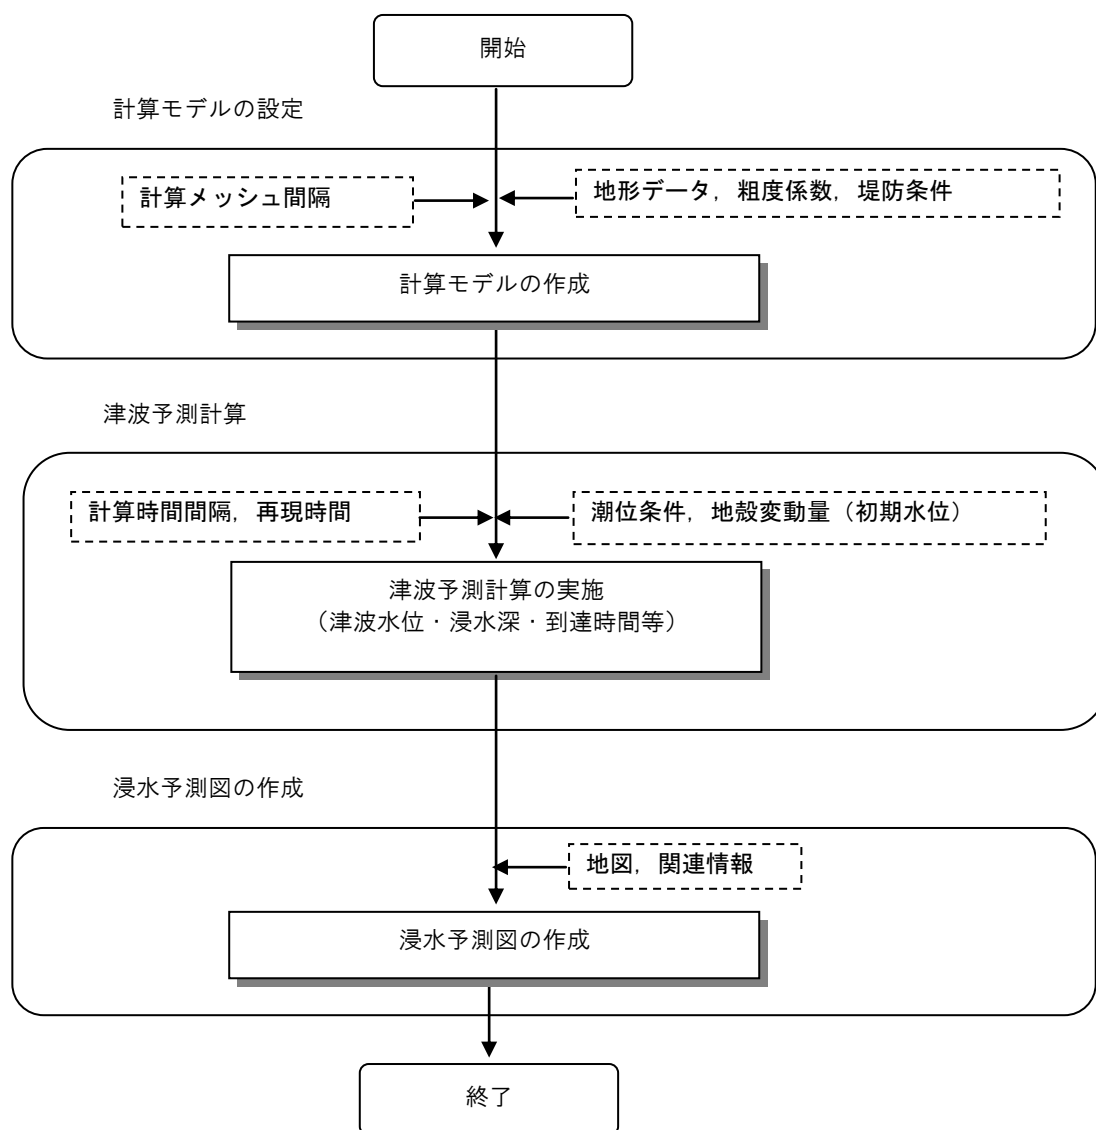 開始
計算モデルの設定
計算メッシュ間隔
地形データ，粗度係数，堤防条件
計算モデルの作成
津波予測計算
計算時間間隔，再現時間
潮位条件，地殻変動量（初期水位）
津波予測計算の実施
（津波水位・浸水深・到達時間等）
浸水予測図の作成
地図，関連情報
浸水予測図の作成
終了